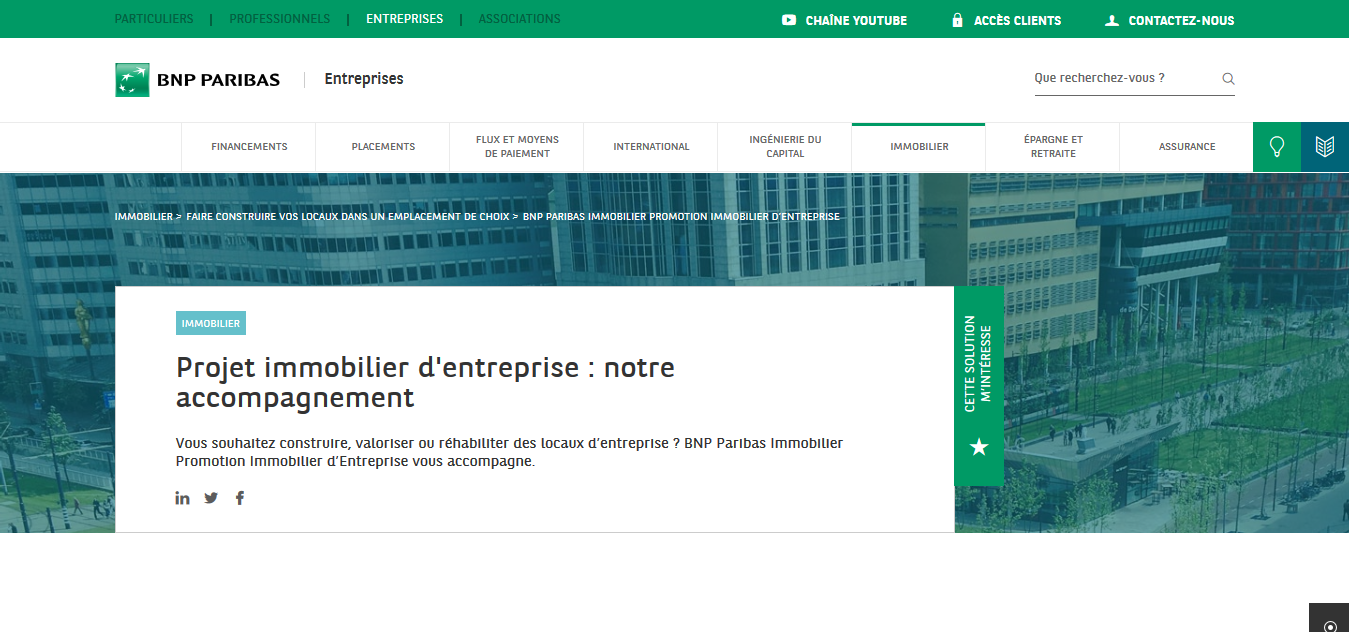 PARTICULIERS | PROFESSIONNELS | ENTREPRISES | ASSOCIATIONS
CHAÎNE YOUTUBE
ACCÈS CLIENTS
CONTACTEZ-NOUS
BNP PARIBAS
Entreprises
Que recherchez-vous ?
FINANCEMENTS
PLACEMENTS
FLUX ET MOYENS
DE PAIEMENT
INTERNATIONAL
INGÉNIERIE DU
CAPITAL
IMMOBILIER
ÉPARGNE ET
RETRAITE
ASSURANCE
IMMOBILIER > FAIRE CONSTRUIRE VOS LOCAUX DANS UN EMPLACEMENT DE CHOIX > BNP PARIBAS IMMOBILIER PROMOTION IMMOBILIER D'ENTREPRISE
IMMOBILIER
Projet immobilier d'entreprise : notre
accompagnement
Vous souhaitez construire, valoriser ou réhabiliter des locaux d’entreprise ? BNP Paribas Immobilier
Promotion Immobilier d’Entreprise vous accompagne.
CETTE SOLUTION
M'INTÉRESSE